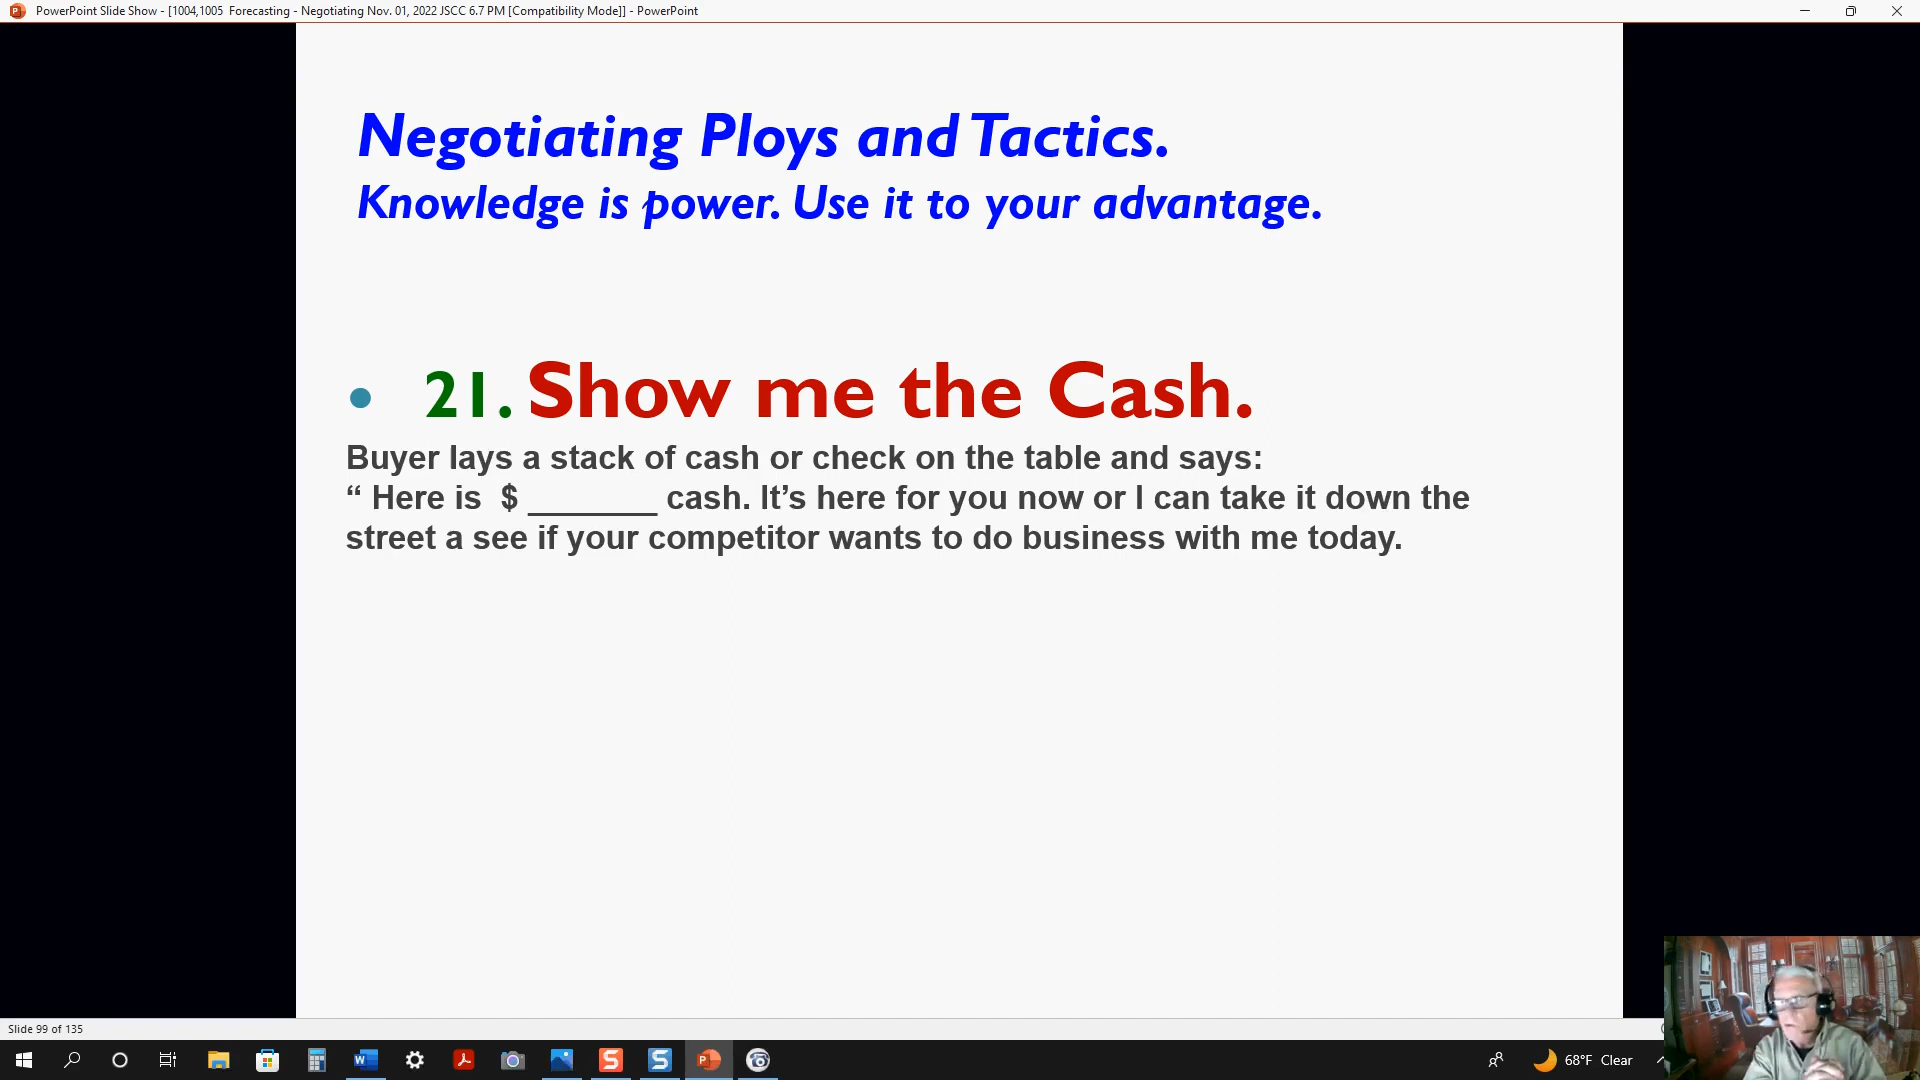 PowerPoint Slide Show - [1004,1005  Forecasting - Negotiating Nov. 01, 2022 JSCC 6.7 PM [Compatibility Mode]] - PowerPoint
Negotiating Ploys and Tactics.
Knowledge is power. Use it to your advantage.
• 21. Show me the Cash.
Buyer lays a stack of cash or check on the table and says:
“ Here is  $ _______ cash. It’s here for you now or I can take it down the
street a see if your competitor wants to do business with me today.
Slide 99 of 135
68°F Clear